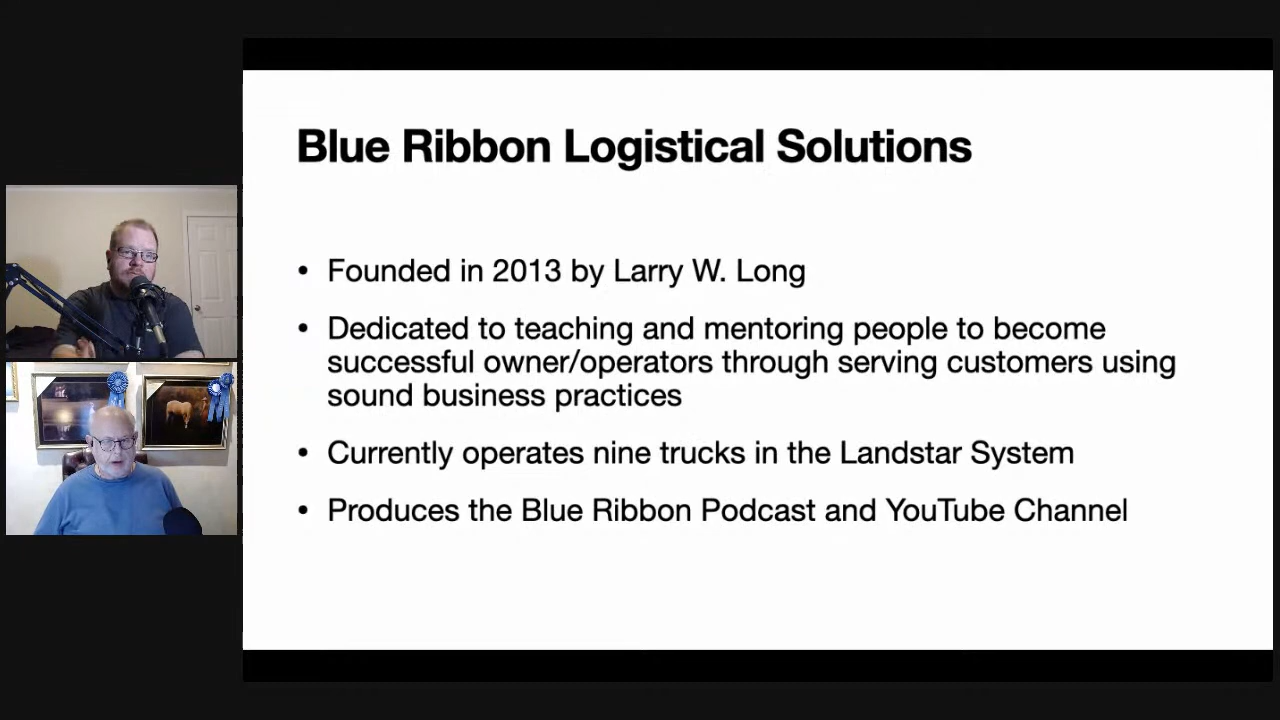 Blue Ribbon Logistical Solutions
• Founded in 2013 by Larry W. Long
• Dedicated to teaching and mentoring people to become
successful owner/operators through serving customers using
sound business practices
• Currently operates nine trucks in the Landstar System
• Produces the Blue Ribbon Podcast and YouTube Channel